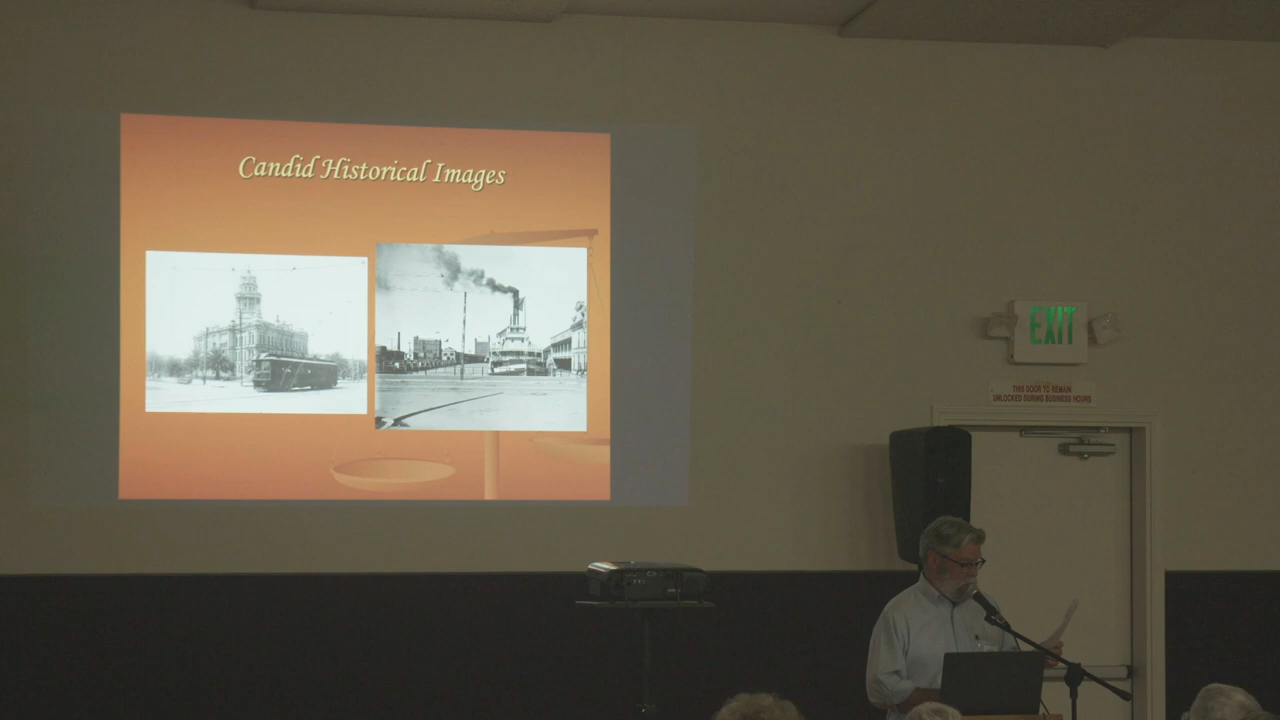 Candid Historical Images
EXIT
THIS DOOR TO REMAIN
UNLOCKED DURING BUSINESS HOURS